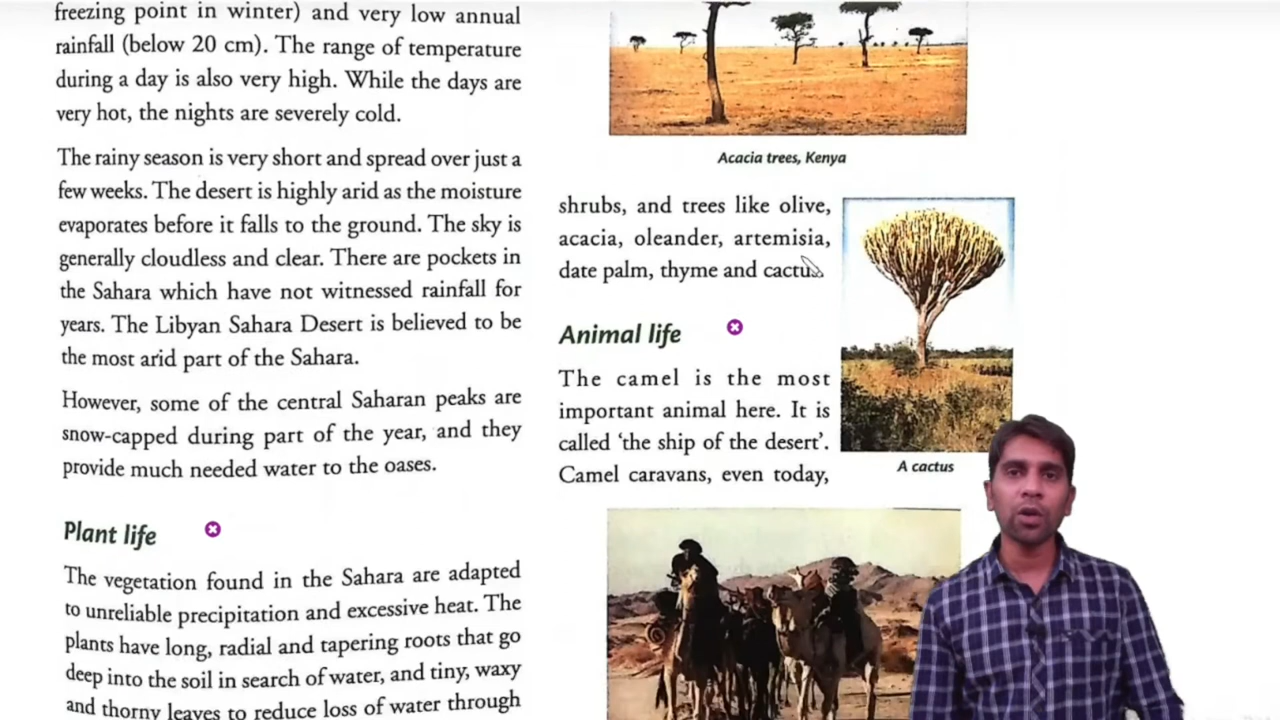 freezing point in winter) and very low annual
rainfall (below 20 cm). The range of temperature
during a day is also very high. While the days are
very hot, the nights are severely cold.
The rainy season is very short and spread over just a
few weeks. The desert is highly arid as the moisture
evaporates before it falls to the ground. The sky is
generally cloudless and clear. There are pockets in
the Sahara which have not witnessed rainfall for
years. The Libyan Sahara Desert is believed to be
the most arid part of the Sahara.
However, some of the central Saharan peaks are
snow-capped during part of the year, and they
provide much needed water to the oases.
Plant life
The vegetation found in the Sahara are adapted
to unreliable precipitation and excessive heat. The
plants have long, radial and tapering roots that go
deep into the soil in search of water, and tiny, waxy
and thorny leaves to reduce loss of water through
Acacia trees, Kenya
shrubs, and trees like olive,
acacia, oleander, artemisia,
date palm, thyme and cactus
Animal life
The camel is the most
important animal here. It is
called 'the ship of the desert'.
Camel caravans, even today,
A cactus